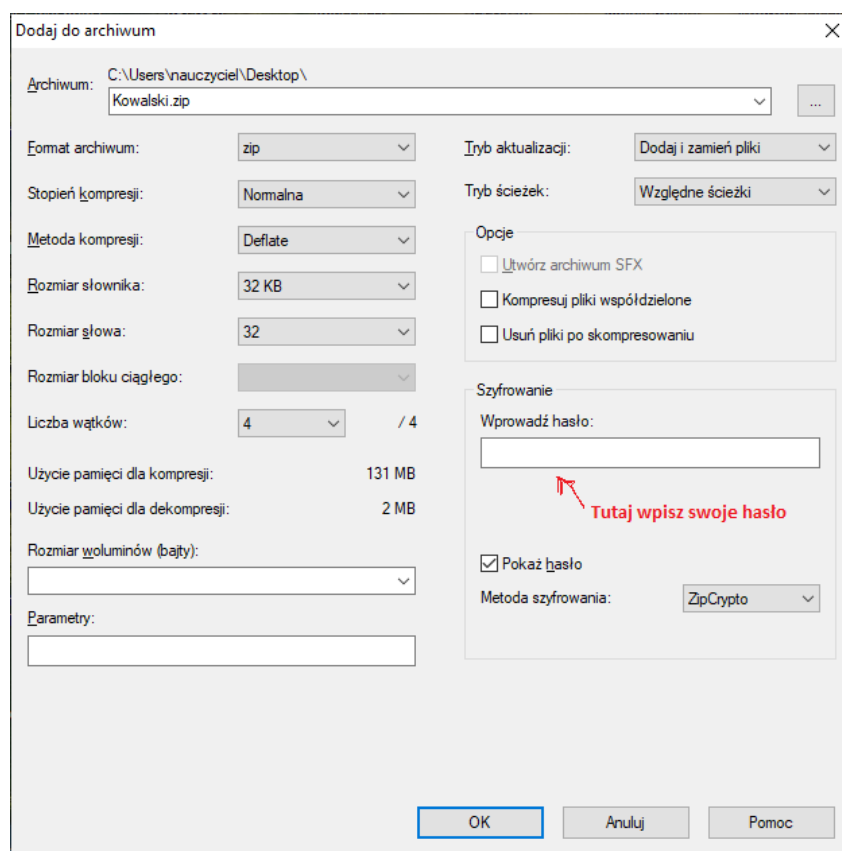 Dodaj do archiwum
Archiwum:
C:\Users\nauczyciel\Desktop\
Kowalski.zip
...
Format archiwum: zip
Stopień kompresji: Normalna
Metoda kompresji: Deflate
Rozmiar słownika: 32 KB
Rozmiar słowa: 32
Rozmiar bloku ciągłego:
Liczba wątków: 4 / 4
Użycie pamięci dla kompresji: 131 MB
Użycie pamięci dla dekompresji: 2 MB
Rozmiar woluminów (bajty):
Parametry:
Tryb aktualizacji: Dodaj i zamień pliki
Tryb ścieżek: Względne ścieżki
Opcje
Utwórz archiwum SFX
Kompresuj pliki współdzielone
Usuń pliki po skompresowaniu
Szyfrowanie
Wprowadź hasło:
Tutaj wpisz swoje hasło
Pokaż hasło
Metoda szyfrowania: ZipCrypto
OK Anuluj Pomoc